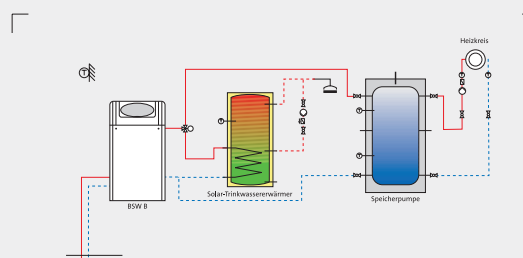 Heizkreis
T
T
T
T
BSW B
Solar-Trinkwassererwärmer
Speicherpumpe